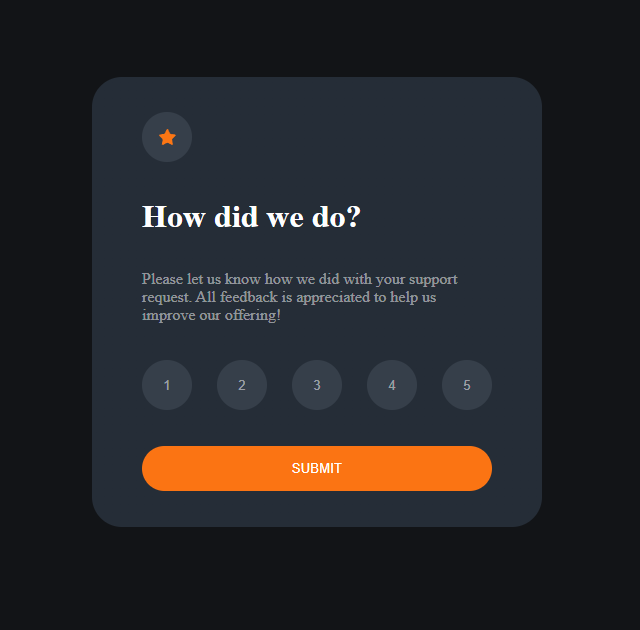 How did we do?
Please let us know how we did with your support
request. All feedback is appreciated to help us
improve our offering!
1 2 3 4 5
SUBMIT